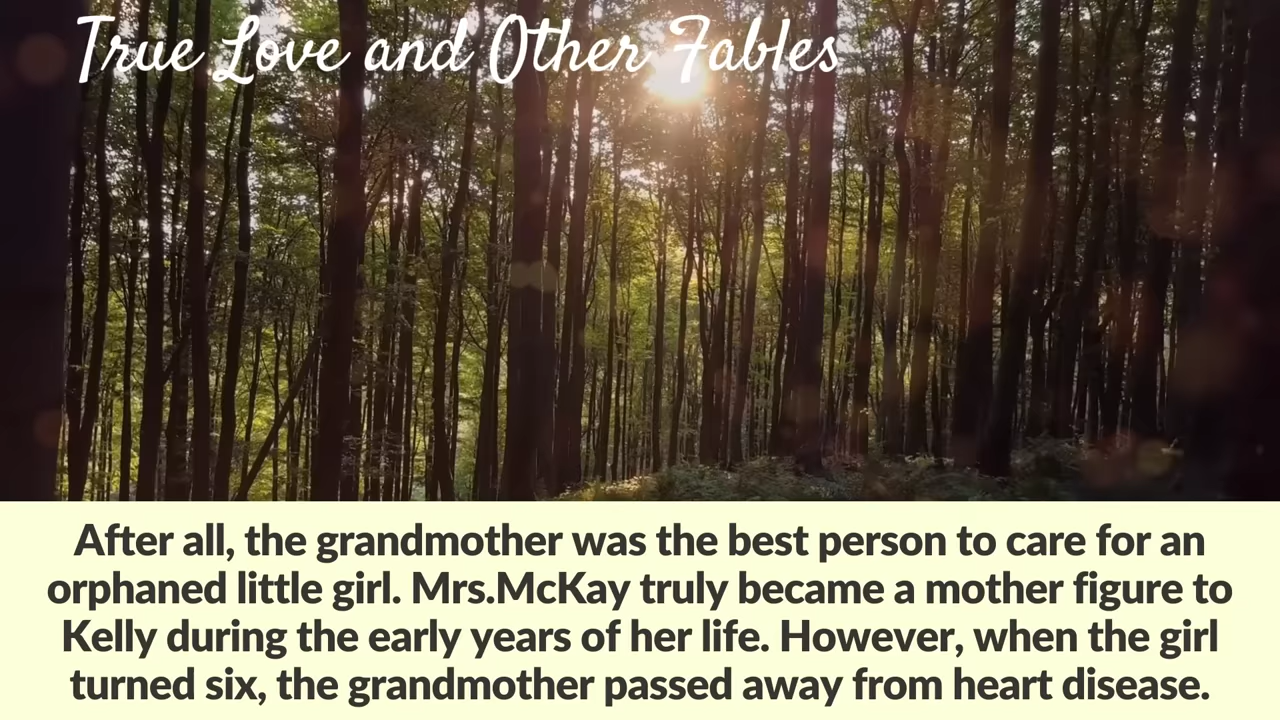 True Love and Other Fables
After all, the grandmother was the best person to care for an
orphaned little girl. Mrs.McKay truly became a mother figure to
Kelly during the early years of her life. However, when the girl
turned six, the grandmother passed away from heart disease.